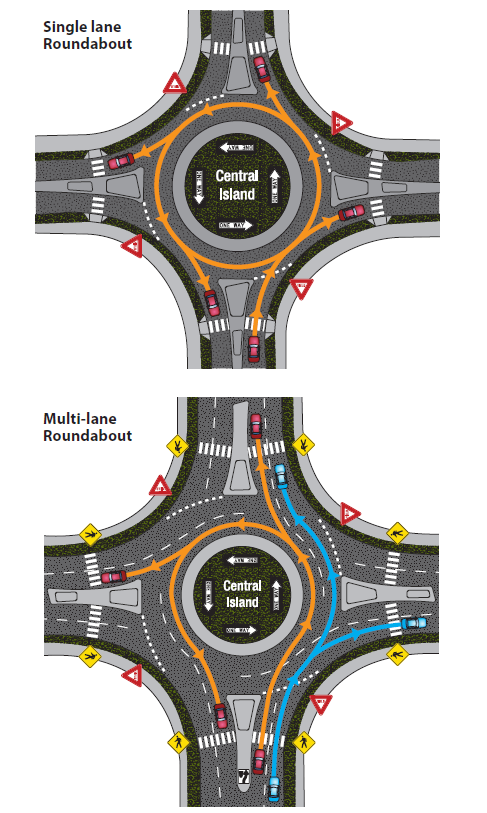 Single lane
Roundabout
ONE WAY
Central
Island
ONE WAY
ONE WAY
ONE WAY
Multi-lane
Roundabout
ONE WAY
Central
Island
ONE WAY
ONE WAY
ONE WAY